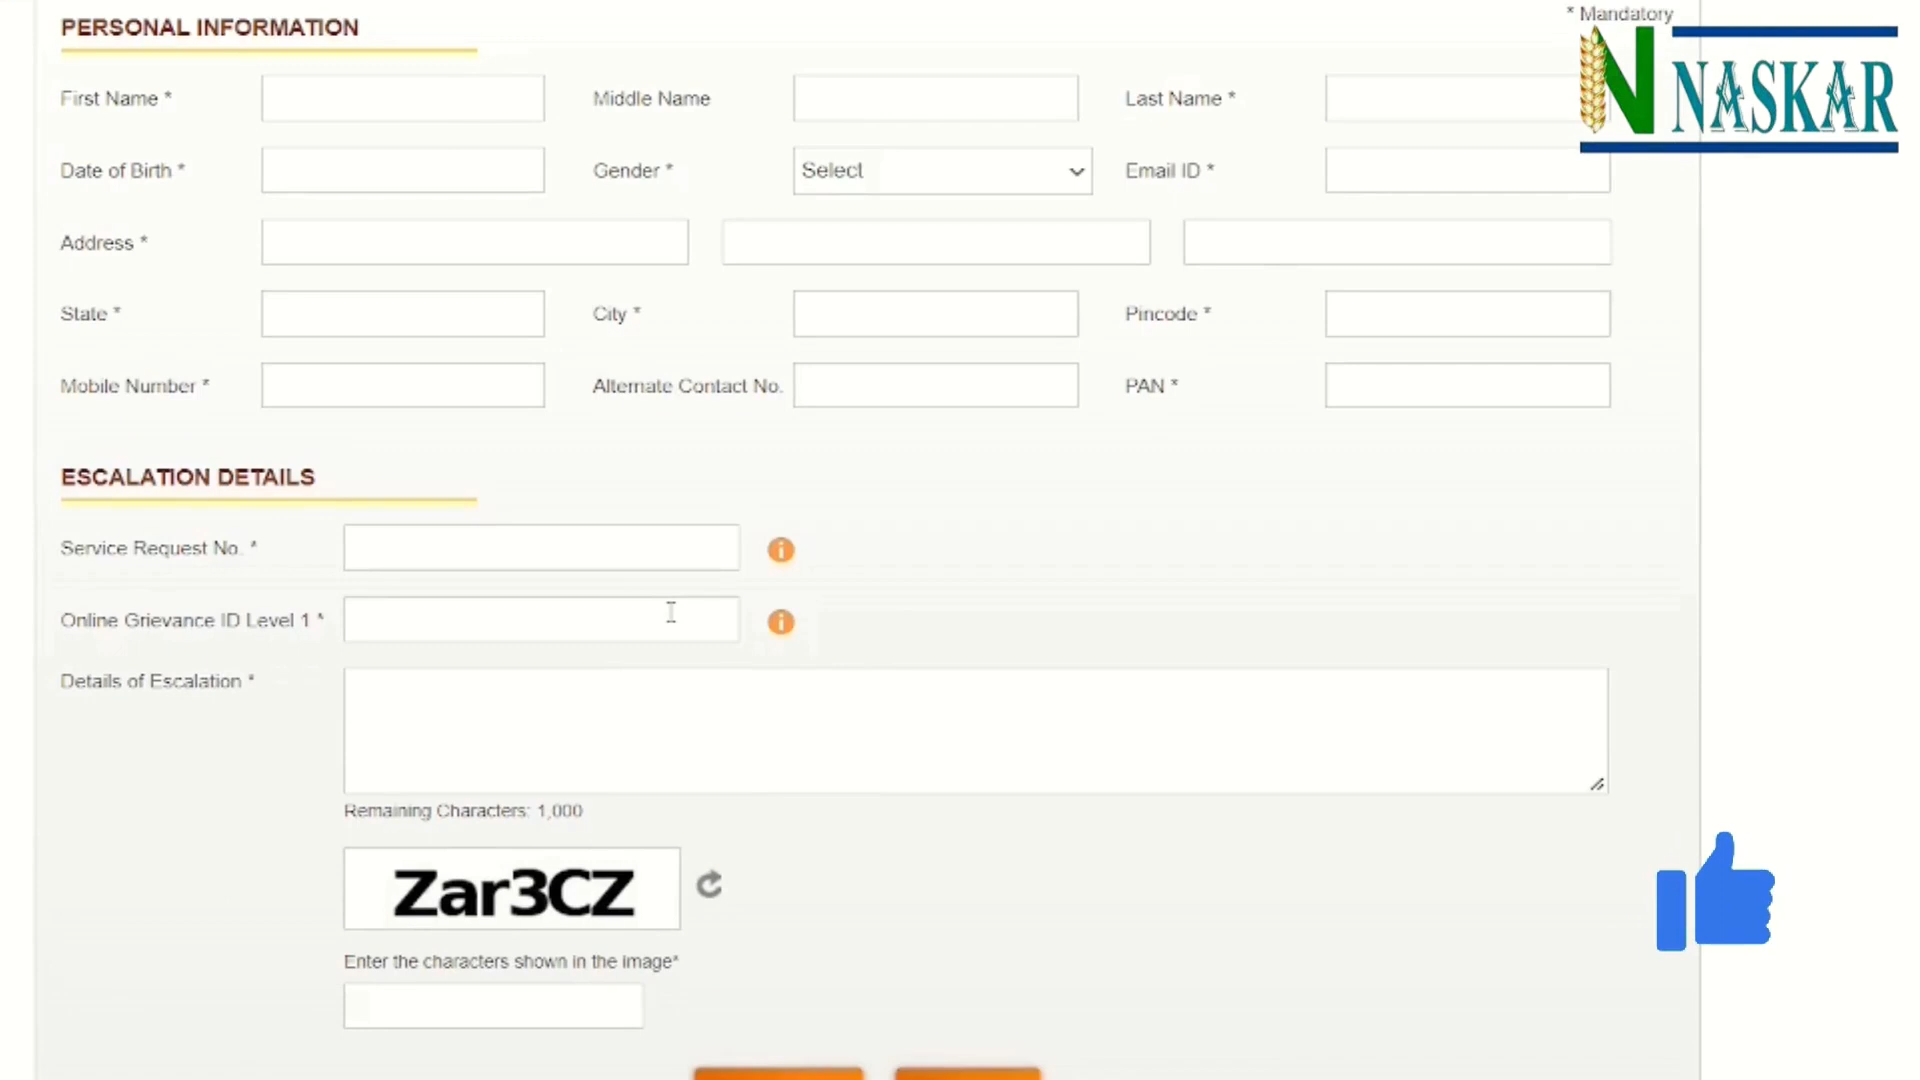 PERSONAL INFORMATION
* Mandatory
N NASKAR
First Name *
Middle Name
Last Name *
Date of Birth *
Gender *
Select
Email ID *
Address *
State *
City *
Pincode *
Mobile Number *
Alternate Contact No.
PAN *
ESCALATION DETAILS
Service Request No. *
i
Online Grievance ID Level 1 *
i
Details of Escalation *
Remaining Characters: 1,000
Zar3CZ
Enter the characters shown in the image*